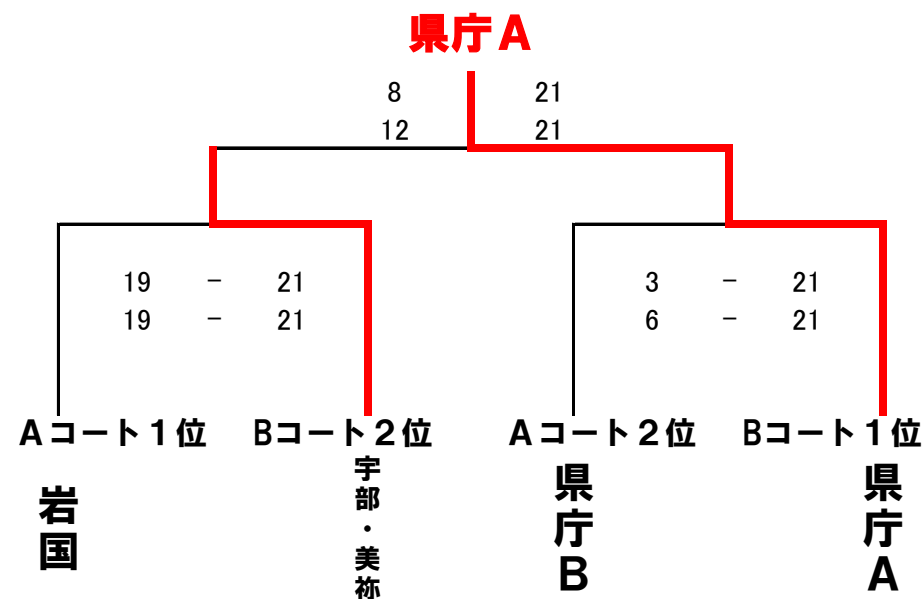 県庁A
8 21
12 21
19 － 21
19 － 21
3 － 21
6 － 21
Aコート1位
Bコート2位
Aコート2位
Bコート1位
岩国
宇部・美祢
県庁B
県庁A